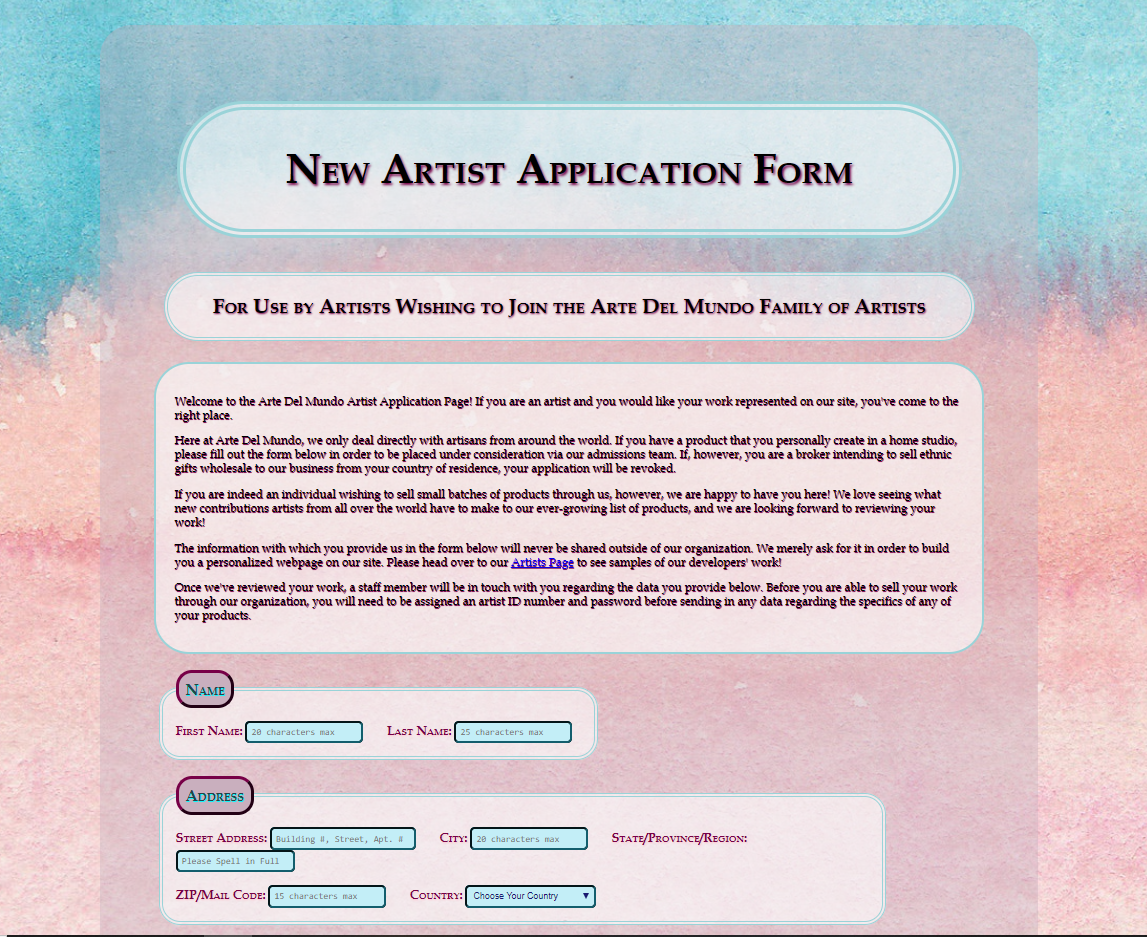 New Artist Application Form
For Use by Artists Wishing to Join the Arte Del Mundo Family of Artists
Welcome to the Arte Del Mundo Artist Application Page! If you are an artist and you would like your work represented on our site, you've come to the
right place.
Here at Arte Del Mundo, we only deal directly with artisans from around the world. If you have a product that you personally create in a home studio,
please fill out the form below in order to be placed under consideration via our admissions team. If, however, you are a broker intending to sell ethnic
gifts wholesale to our business from your country of residence, your application will be revoked.
If you are indeed an individual wishing to sell small batches of products through us, however, we are happy to have you here! We love seeing what
new contributions artists from all over the world have to make to our ever-growing list of products, and we are looking forward to reviewing your
work!
The information with which you provide us in the form below will never be shared outside of our organization. We merely ask for it in order to build
you a personalized webpage on our site. Please head over to our Artists Page to see samples of our developers' work!
Once we've reviewed your work, a staff member will be in touch with you regarding the data you provide below. Before you are able to sell your work
through our organization, you will need to be assigned an artist ID number and password before sending in any data regarding the specifics of any of
your products.
Name
First Name: 20 characters max Last Name: 25 characters max
Address
Street Address: Building #, Street, Apt. # City: 20 characters max State/Province/Region:
Please Spell in Full
ZIP/Mail Code: 15 characters max Country: Choose Your Country